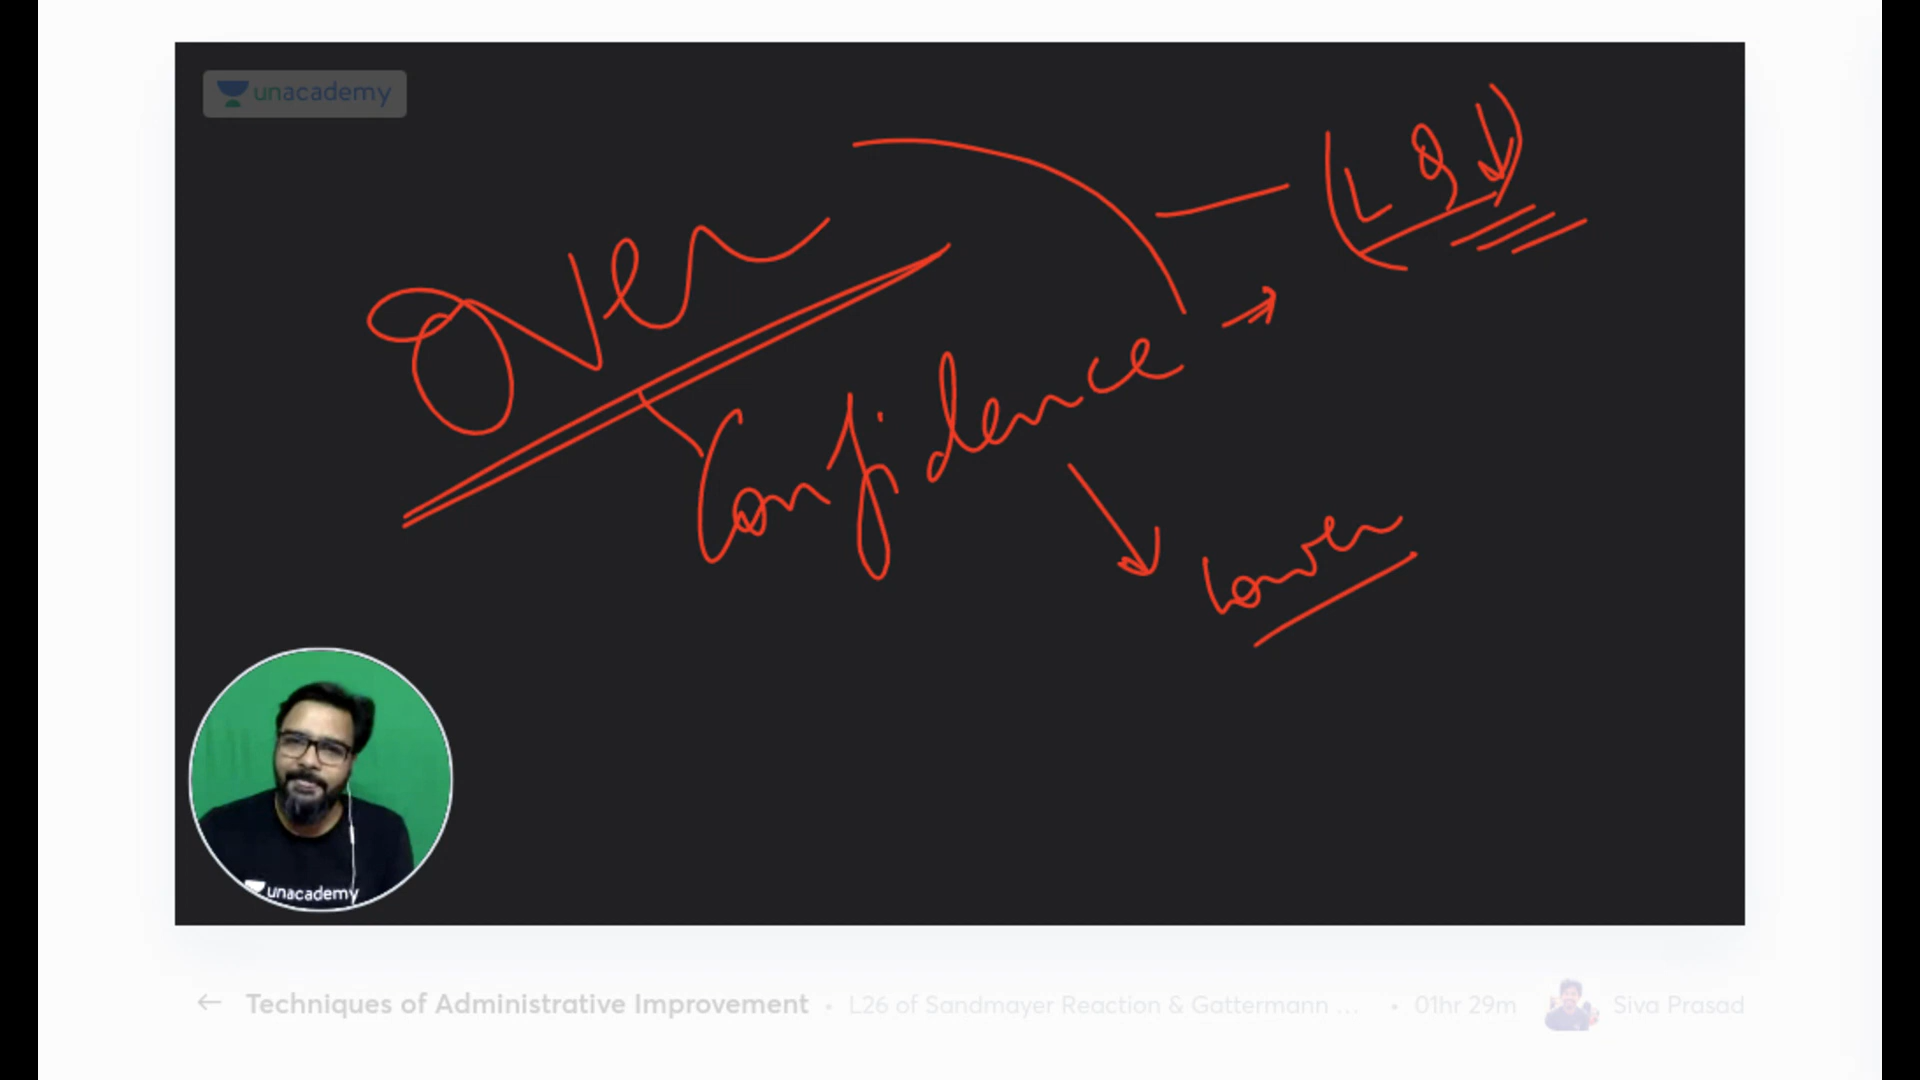 unacademy
Over
Confidence
(LQ↓)
Lower
unacademy
← Techniques of Administrative Improvement • L26 of Sandmayer Reaction & Gattermann ... • 01hr 29m Siva Prasad